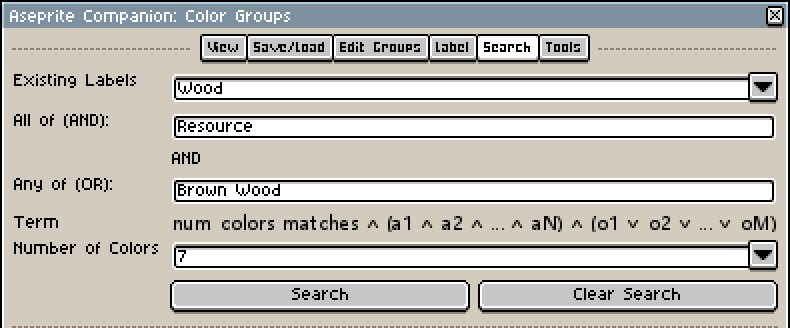 Aseprite Companion: Color Groups
View Save/Load Edit Groups Label Search Tools
Existing Labels Wood
All of (AND): Resource
AND
Any of (OR): Brown Wood
Term num colors matches ∧ (a1 ∧ a2 ∧ ... ∧ aN) ∧ (o1 ∨ o2 ∨ ... ∨ oM)
Number of Colors 7
Search Clear Search